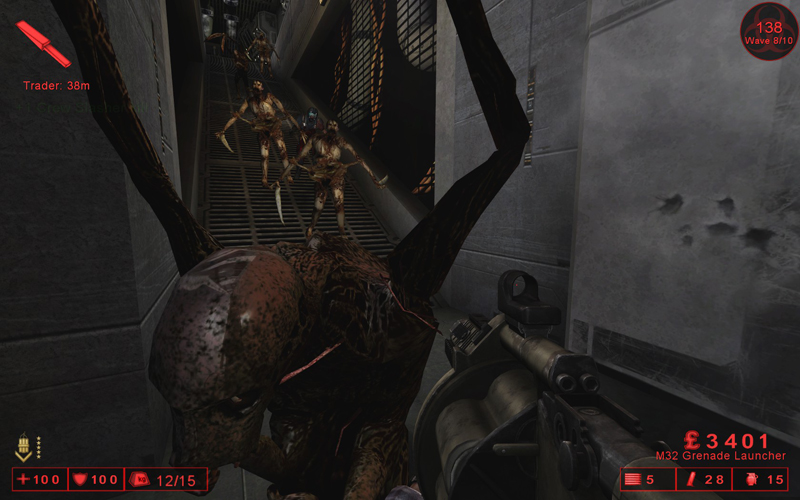 138
Wave 8/10
Trader: 38m
£3401
M32 Grenade Launcher
100 100 12/15 5 28 15